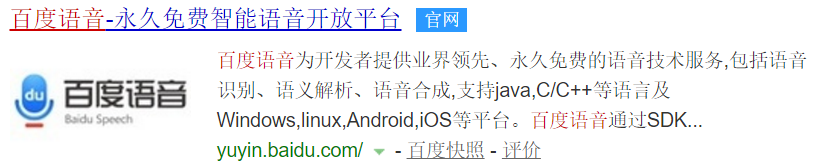 百度语音-永久免费智能语音开放平台 官网
百度语音为开发者提供业界领先、永久免费的语音技术服务,包括语音
识别、语义解析、语音合成,支持java,C/C++等语言及
Windows,linux,Android,iOS等平台。百度语音通过SDK...
yuyin.baidu.com/ - 百度快照 - 评价
du 百度语音
Baidu Speech